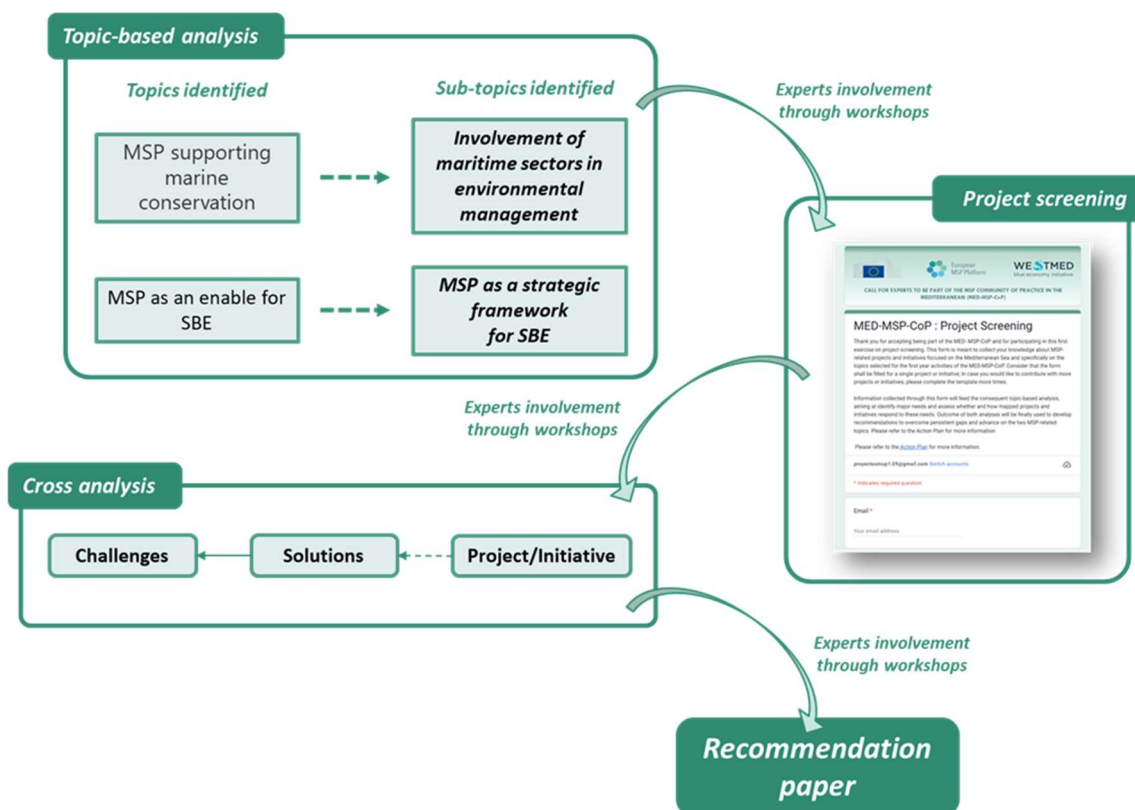 Topic-based analysis
Topics identified
Sub-topics identified
MSP supporting
marine
conservation
Involvement of
maritime sectors in
environmental
management
MSP as an enable for
SBE
MSP as a strategic
framework
for SBE
Experts involvement
through workshops
Project screening
European
MSP Platform
WESTMED
blue economy initiative
CALL FOR EXPERTS TO BE PART OF THE MSP COMMUNITY OF PRACTICE IN THE
MEDITERRANEAN (MED-MSP-CoP)
MED-MSP-CoP : Project Screening
Thank you for accepting being part of the MED- MSP-CoP and for participating in this first
exercise on project screening. This form is meant to collect your knowledge about MSP-
related projects and initiatives focused on the Mediterranean Sea and specifically on the
topics selected for the first year activities of the MED-MSP-CoP. Consider that the form
shall be filled for a single project or initiative; in case you would like to contribute with more
projects or initiatives, please complete the template more times.
Information collected through this form will feed the consequent topic-based analysis,
aiming at identify major needs and assess whether and how mapped projects and
initiatives respond to these needs. Outcome of both analyses will be finally used to develop
recommendations to overcome persistent gaps and advance on the two MSP-related
topics. Please refer to the Action Plan for more information
Please refer to the Action Plan for more information.
proyectosmsp1.09@gmail.com Switch accounts
* Indicates required question
Email *
Your email address
Experts involvement
through workshops
Cross analysis
Challenges
Solutions
Project/Initiative
Experts involvement
through workshops
Recommendation
paper